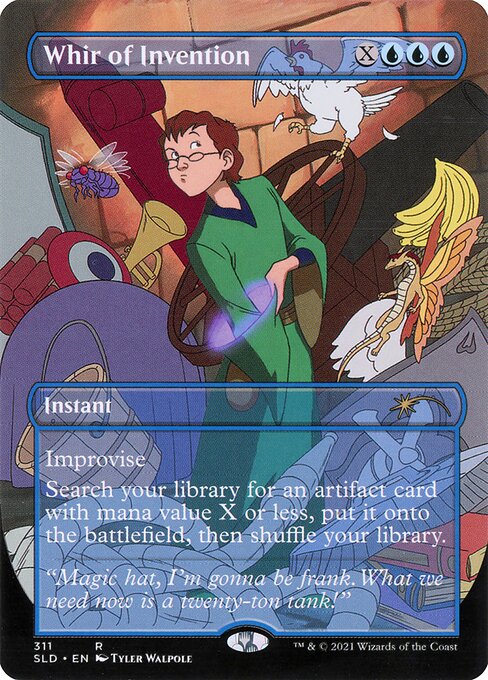 Whir of Invention X
Instant
Improvise
Search your library for an artifact card
with mana value X or less, put it onto
the battlefield, then shuffle your library.
“Magic hat, I’m gonna be frank. What we
need now is a twenty-ton tank!”
311 R
SLD • EN Tyler Walpole
™ & © 2021 Wizards of the Coast